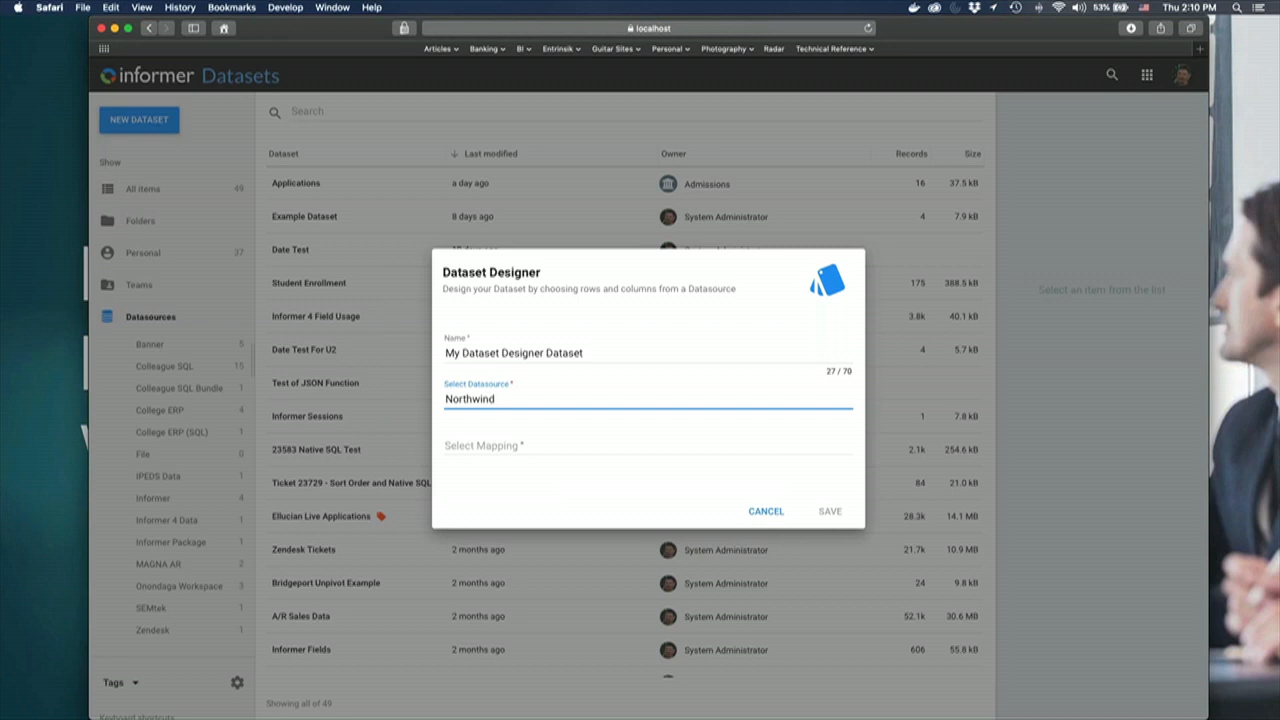 Safari File Edit View History Bookmarks Develop Window Help 53% Thu 2:10 PM
localhost
Articles Banking BI Entrinsik Guitar Sites Personal Photography Radar Technical Reference
informer Datasets
NEW DATASET
Search
Dataset Last modified Owner Records Size
Show
All items 49
Folders
Personal 37
Teams
Datasources
Banner 5
Colleague SQL 15
Colleague SQL Bundle 1
College ERP 4
College ERP (SQL) 1
File 0
IPEDS Data 1
Informer 4
Informer 4 Data 1
Informer Package 1
MAGNA AR 2
Onondaga Workspace 3
SEMtek 1
Zendesk 1
Tags
Keyboard shortcuts
Applications a day ago Admissions 16 37.5 kB
Example Dataset 8 days ago System Administrator 4 7.9 kB
Date Test
Student Enrollment 175 388.5 kB
Informer 4 Field Usage 3.8k 40.1 kB
Date Test For U2 4 5.7 kB
Test of JSON Function
Informer Sessions 1 7.8 kB
23583 Native SQL Test 2.1k 254.6 kB
Ticket 23729 - Sort Order and Native SQL 84 21.0 kB
Ellucian Live Applications 28.3k 14.1 MB
Zendesk Tickets 2 months ago System Administrator 21.7k 10.9 MB
Bridgeport Unpivot Example 2 months ago System Administrator 24 9.8 kB
A/R Sales Data 2 months ago System Administrator 52.1k 30.6 MB
Informer Fields 2 months ago System Administrator 606 55.8 kB
Showing all of 49
Select an item from the list
Dataset Designer
Design your Dataset by choosing rows and columns from a Datasource
Name *
My Dataset Designer Dataset
27 / 70
Select Datasource *
Northwind
Select Mapping *
CANCEL SAVE